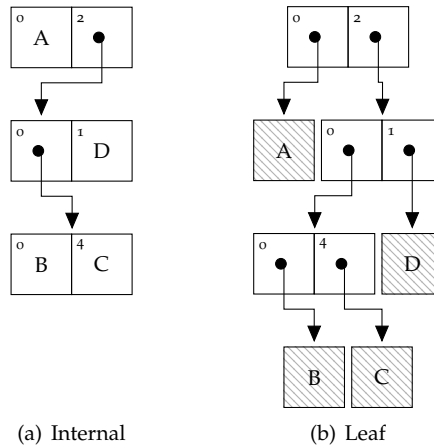 0 A 2
0 1 D
0 B 4 C
(a) Internal
0 2
A 0 1
0 4 D
B C
(b) Leaf